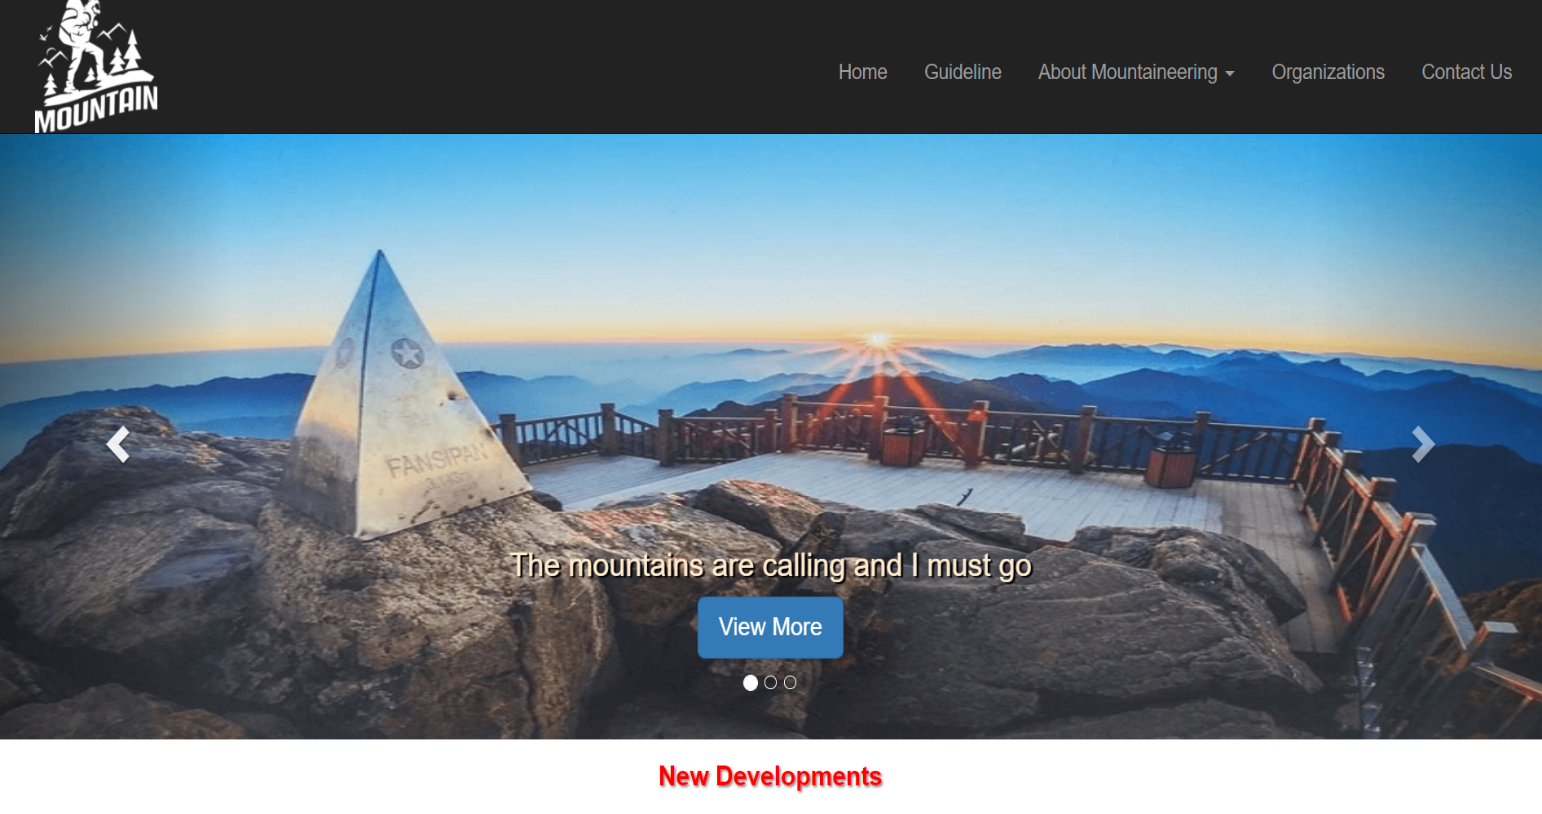 MOUNTAIN
Home Guideline About Mountaineering Organizations Contact Us
FANSIPAN
The mountains are calling and I must go
View More
New Developments